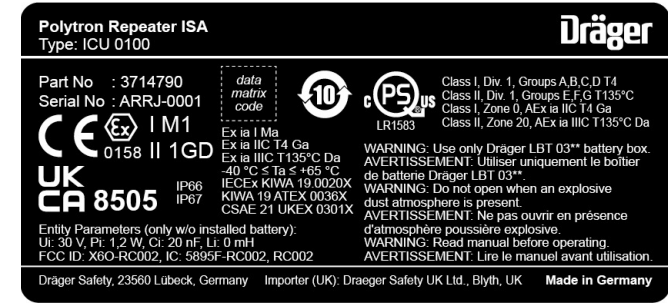 Polytron Repeater ISA
Type: ICU 0100
Dräger
Part No : 3714790
Serial No : ARRJ-0001
CE 0158
Ex I M1
II 1GD
UK
CA 8505
IP66
IP67
data
matrix
code
10
c PS us
LR1583
Ex ia I Ma
Ex ia IIC T4 Ga
Ex ia IIIC T135°C Da
-40 °C ≤ Ta ≤ +65 °C
IECEx KIWA 19.0020X
KIWA 19 ATEX 0036X
CSAE 21 UKEX 0301X
Class I, Div. 1, Groups A,B,C,D T4
Class II, Div. 1, Groups E,F,G T135°C
Class I, Zone 0, AEx ia IIC T4 Ga
Class II, Zone 20, AEx ia IIIC T135°C Da
WARNING: Use only Dräger LBT 03** battery box.
AVERTISSEMENT: Utiliser uniquement le boîtier
de batterie Dräger LBT 03**.
WARNING: Do not open when an explosive
dust atmosphere is present.
AVERTISSEMENT: Ne pas ouvrir en présence
d'atmosphère poussière explosive.
WARNING: Read manual before operating.
AVERTISSEMENT: Lire le manuel avant utilisation.
Entity Parameters (only w/o installed battery):
Ui: 30 V, Pi: 1,2 W, Ci: 20 nF, Li: 0 mH
FCC ID: X6O-RC002, IC: 5895F-RC002, RC002
Dräger Safety, 23560 Lübeck, Germany Importer (UK): Draeger Safety UK Ltd., Blyth, UK Made in Germany